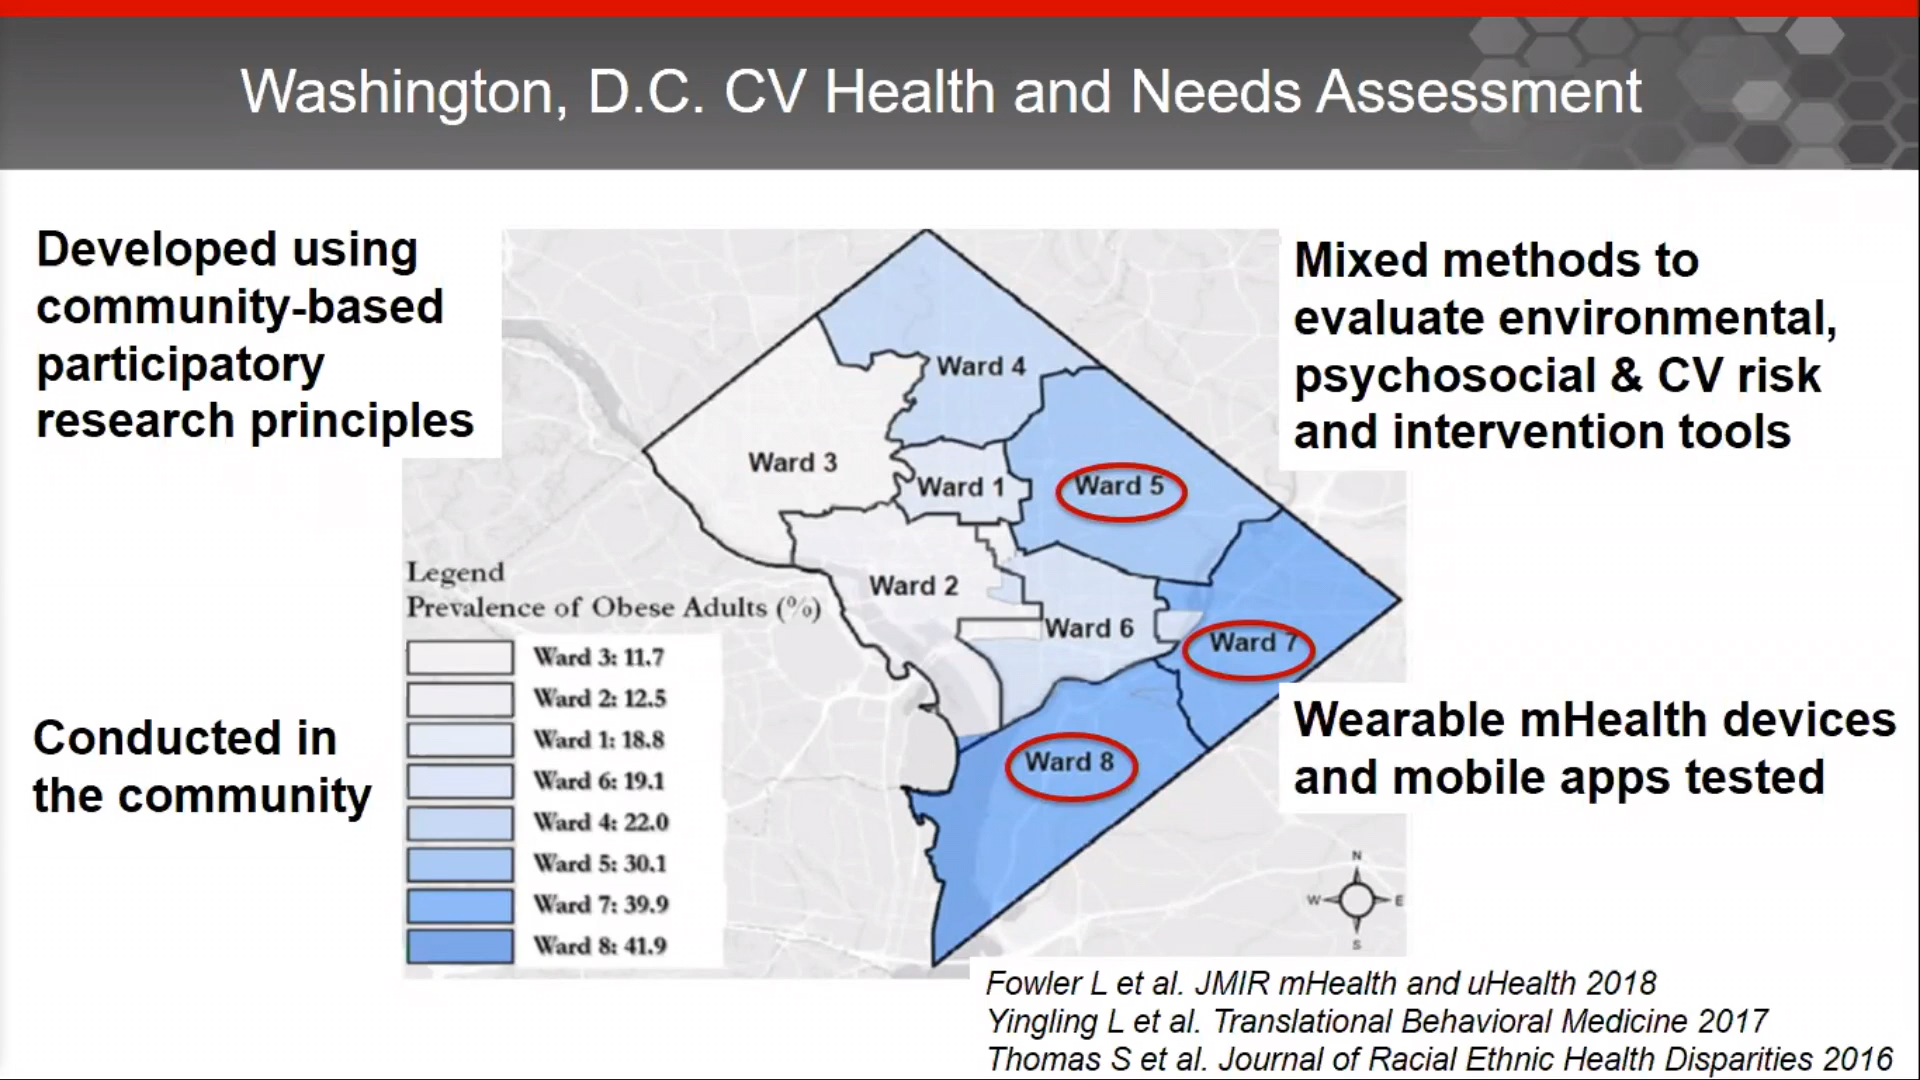 Washington, D.C. CV Health and Needs Assessment
Developed using
community-based
participatory
research principles
Mixed methods to
evaluate environmental,
psychosocial & CV risk
and intervention tools
Ward 4
Ward 3
Ward 1
Ward 5
Ward 2
Ward 6
Ward 7
Ward 8
Legend
Prevalence of Obese Adults (%)
Ward 3: 11.7
Ward 2: 12.5
Ward 1: 18.8
Ward 6: 19.1
Ward 4: 22.0
Ward 5: 30.1
Ward 7: 39.9
Ward 8: 41.9
Conducted in
the community
Wearable mHealth devices
and mobile apps tested
N
W E
S
Fowler L et al. JMIR mHealth and uHealth 2018
Yingling L et al. Translational Behavioral Medicine 2017
Thomas S et al. Journal of Racial Ethnic Health Disparities 2016